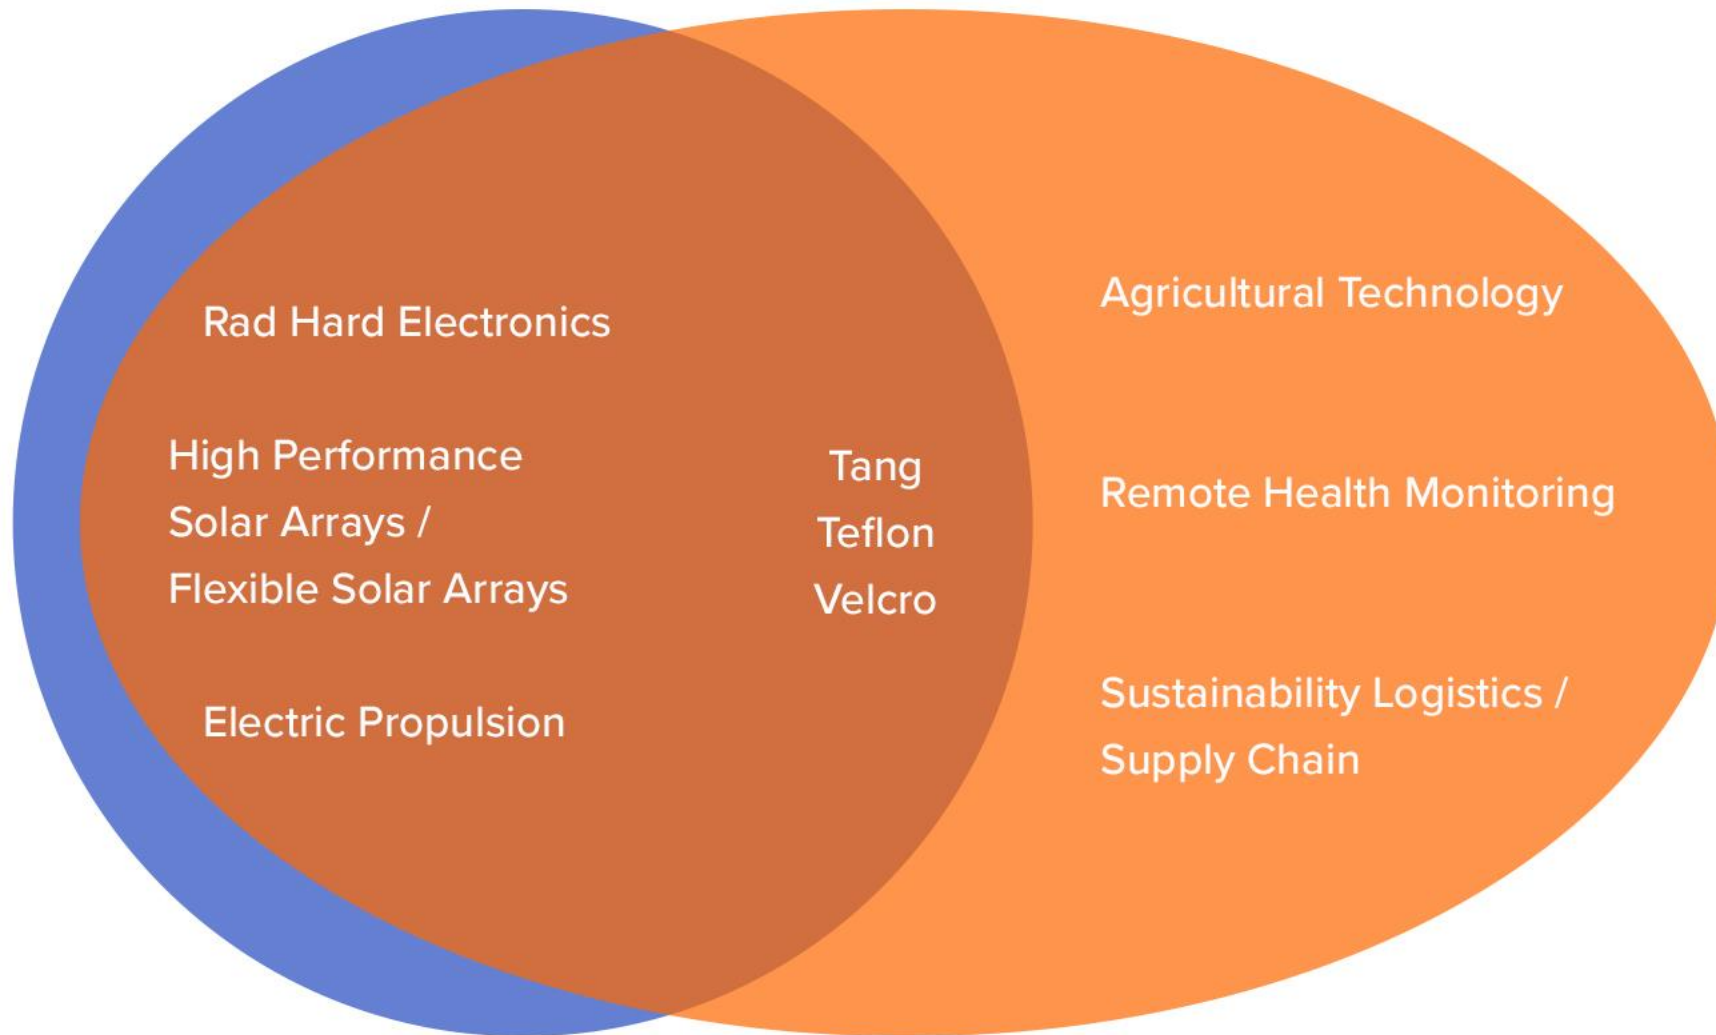 Rad Hard Electronics
High Performance
Solar Arrays /
Flexible Solar Arrays
Electric Propulsion
Tang
Teflon
Velcro
Agricultural Technology
Remote Health Monitoring
Sustainability Logistics /
Supply Chain